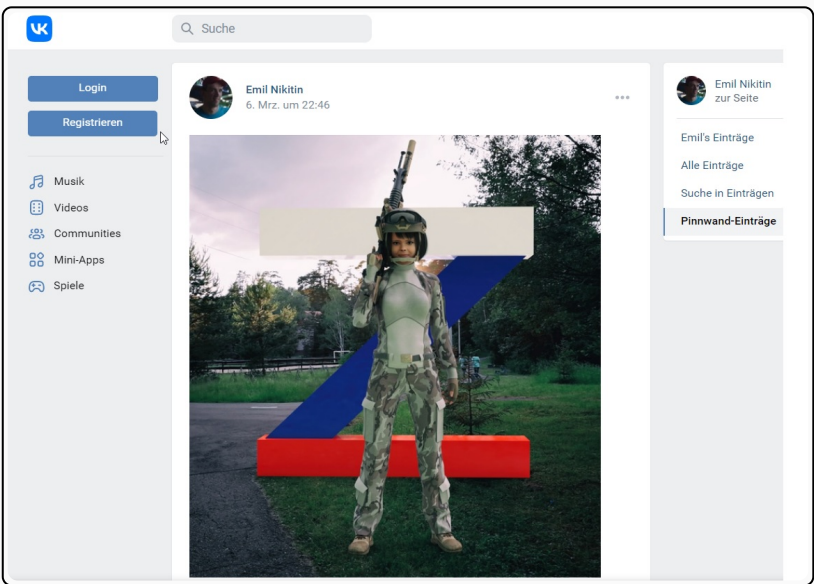 VK
Suche
Login
Registrieren
Musik
Videos
Communities
Mini-Apps
Spiele
Emil Nikitin
6. Mrz. um 22:46
Z
Emil Nikitin
zur Seite
Emil's Einträge
Alle Einträge
Suche in Einträgen
Pinnwand-Einträge